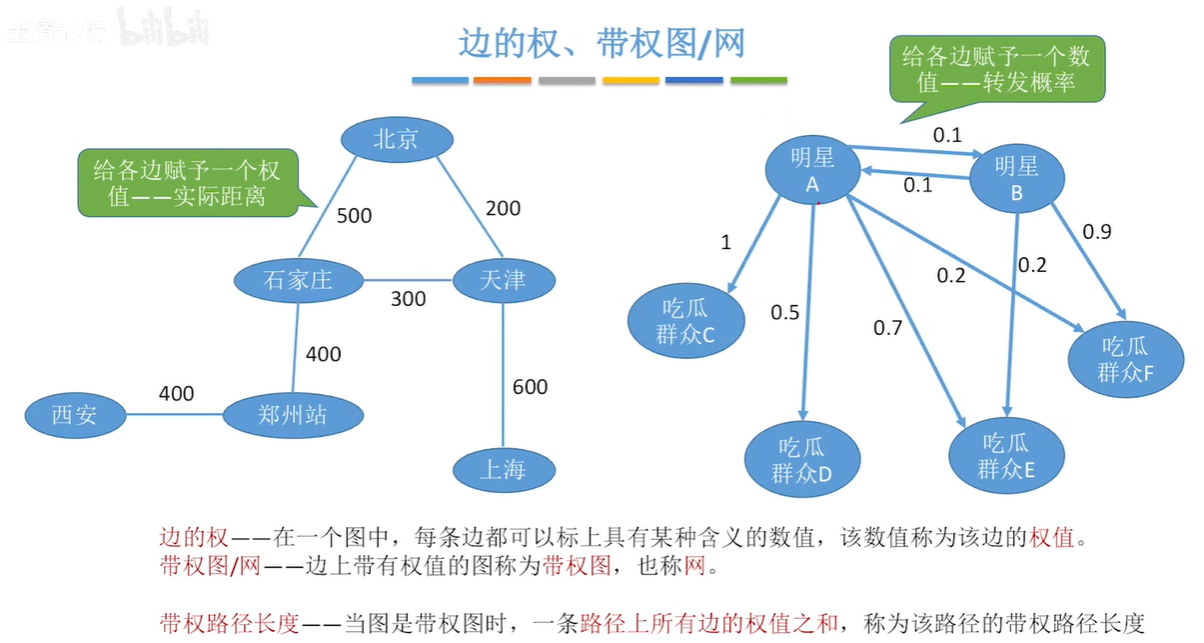 王道论坛 bilibili
边的权、带权图/网
给各边赋予一个数
值——转发概率
给各边赋予一个权
值——实际距离
北京
500
200
石家庄
300
天津
400
600
西安
400
郑州站
上海
明星
A
0.1
0.1
明星
B
1
0.5
0.7
0.2
0.2
0.9
吃瓜
群众C
吃瓜
群众D
吃瓜
群众E
吃瓜
群众F
边的权——在一个图中，每条边都可以标上具有某种含义的数值，该数值称为该边的权值。
带权图/网——边上带有权值的图称为带权图，也称网。
带权路径长度——当图是带权图时，一条路径上所有边的权值之和，称为该路径的带权路径长度